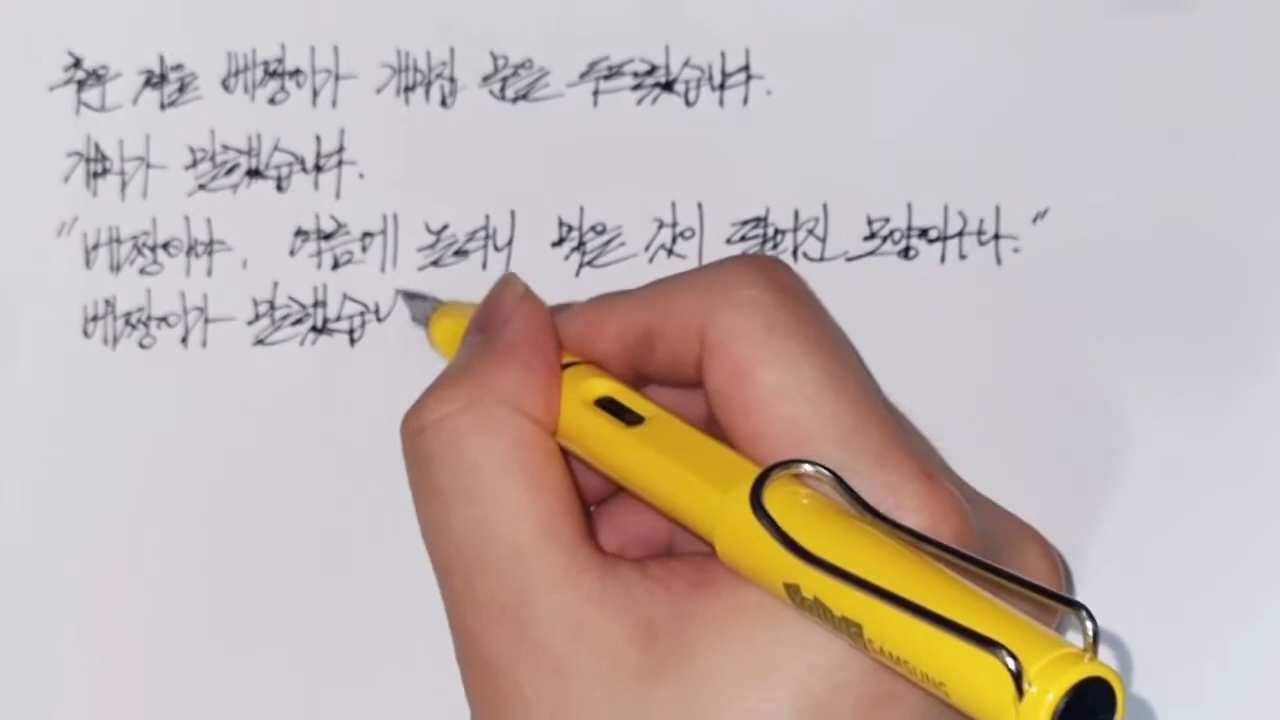 추운 겨울 베짱이가 개미집 문을 두드렸습니다.
개미가 말했습니다.
"베짱이야, 여름에 놀더니 먹을 것이 떨어진 모양이구나."
베짱이가 말했습니
SAMSUNG